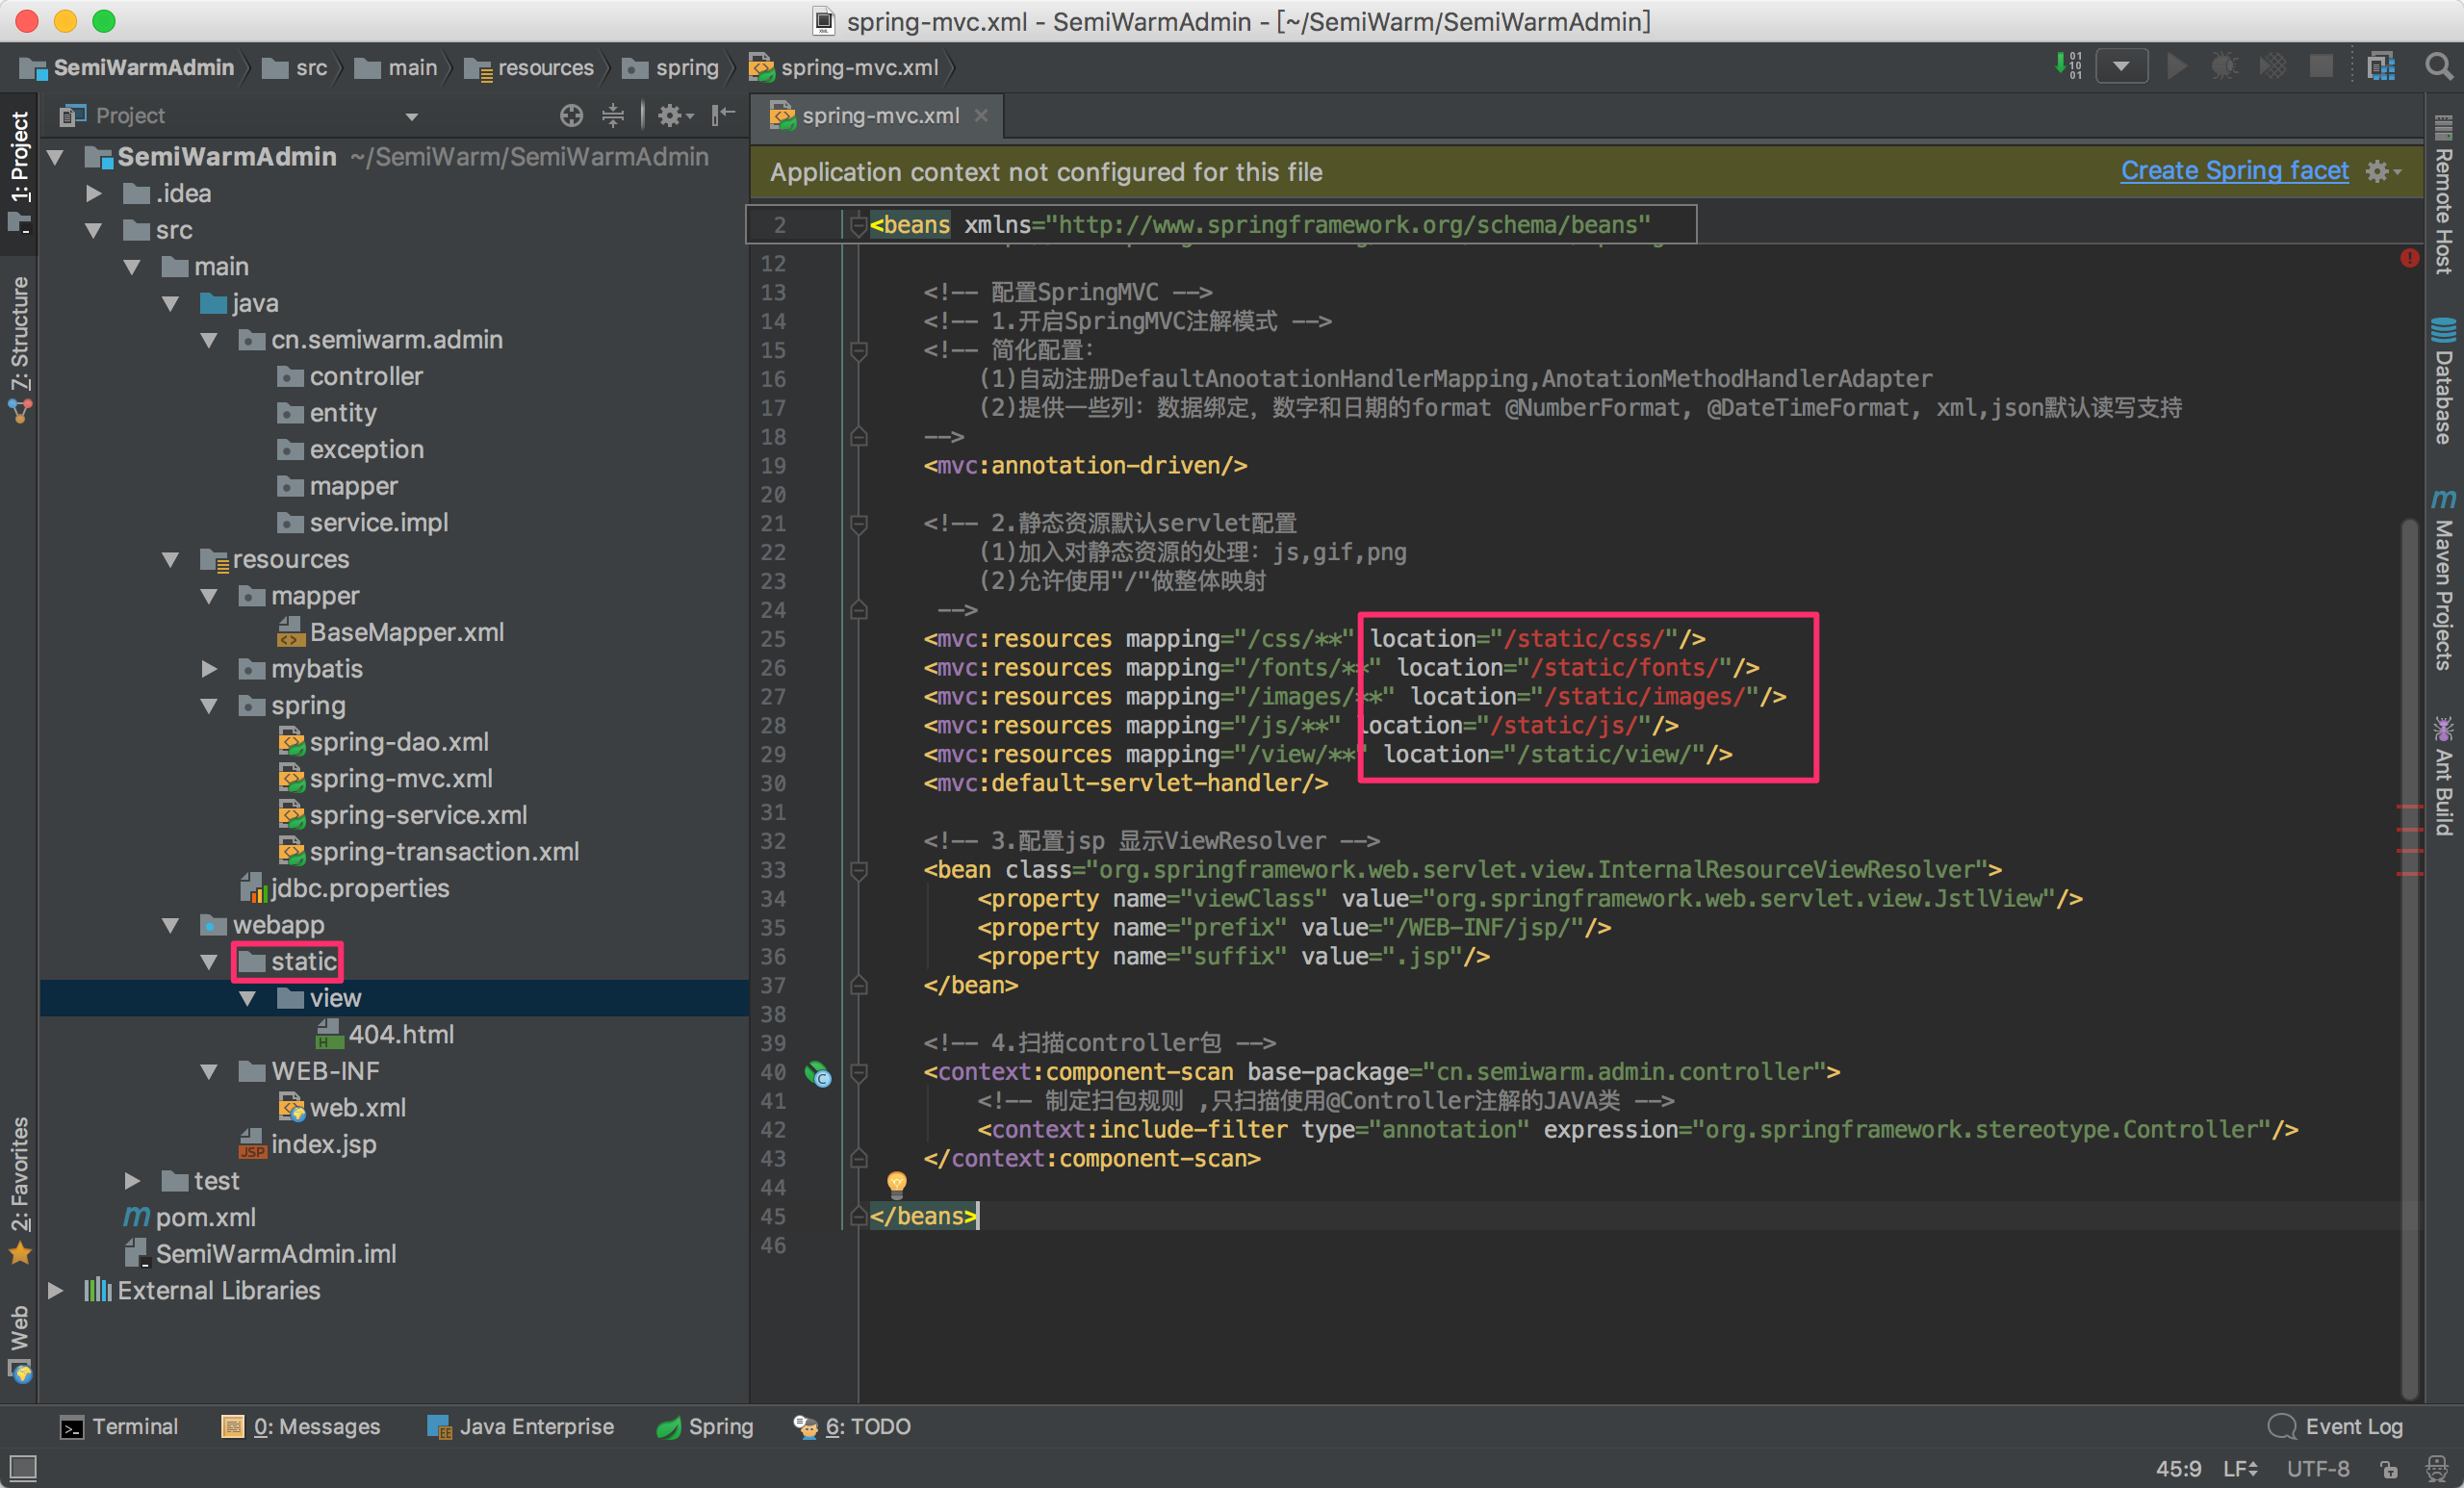 spring-mvc.xml - SemiWarmAdmin - [~/SemiWarm/SemiWarmAdmin]
SemiWarmAdmin src main resources spring spring-mvc.xml
Project
spring-mvc.xml
1: Project
7: Structure
2: Favorites
Web
SemiWarmAdmin ~/SemiWarm/SemiWarmAdmin
.idea
src
main
java
cn.semiwarm.admin
controller
entity
exception
mapper
service.impl
resources
mapper
BaseMapper.xml
mybatis
spring
spring-dao.xml
spring-mvc.xml
spring-service.xml
spring-transaction.xml
jdbc.properties
webapp
static
view
404.html
WEB-INF
web.xml
index.jsp
test
pom.xml
SemiWarmAdmin.iml
External Libraries
Application context not configured for this file Create Spring facet
2 <beans xmlns="http://www.springframework.org/schema/beans"
12
13 <!-- 配置SpringMVC -->
14 <!-- 1.开启SpringMVC注解模式 -->
15 <!-- 简化配置：
16 (1)自动注册DefaultAnootationHandlerMapping,AnotationMethodHandlerAdapter
17 (2)提供一些列：数据绑定，数字和日期的format @NumberFormat, @DateTimeFormat, xml,json默认读写支持
18 -->
19 <mvc:annotation-driven/>
20
21 <!-- 2.静态资源默认servlet配置
22 (1)加入对静态资源的处理：js,gif,png
23 (2)允许使用"/"做整体映射
24 -->
25 <mvc:resources mapping="/css/**" location="/static/css/"/>
26 <mvc:resources mapping="/fonts/**" location="/static/fonts/"/>
27 <mvc:resources mapping="/images/**" location="/static/images/"/>
28 <mvc:resources mapping="/js/**" location="/static/js/"/>
29 <mvc:resources mapping="/view/**" location="/static/view/"/>
30 <mvc:default-servlet-handler/>
31
32 <!-- 3.配置jsp 显示ViewResolver -->
33 <bean class="org.springframework.web.servlet.view.InternalResourceViewResolver">
34 <property name="viewClass" value="org.springframework.web.servlet.view.JstlView"/>
35 <property name="prefix" value="/WEB-INF/jsp/"/>
36 <property name="suffix" value=".jsp"/>
37 </bean>
38
39 <!-- 4.扫描controller包 -->
40 <context:component-scan base-package="cn.semiwarm.admin.controller">
41 <!-- 制定扫包规则 ,只扫描使用@Controller注解的JAVA类 -->
42 <context:include-filter type="annotation" expression="org.springframework.stereotype.Controller"/>
43 </context:component-scan>
44
45 </beans>
46
Remote Host
Database
Maven Projects
Ant Build
Terminal 0: Messages Java Enterprise Spring 6: TODO Event Log
45:9 LF UTF-8